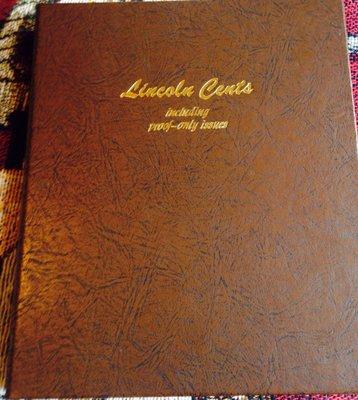 Lincoln Cents
including
proof-only issues